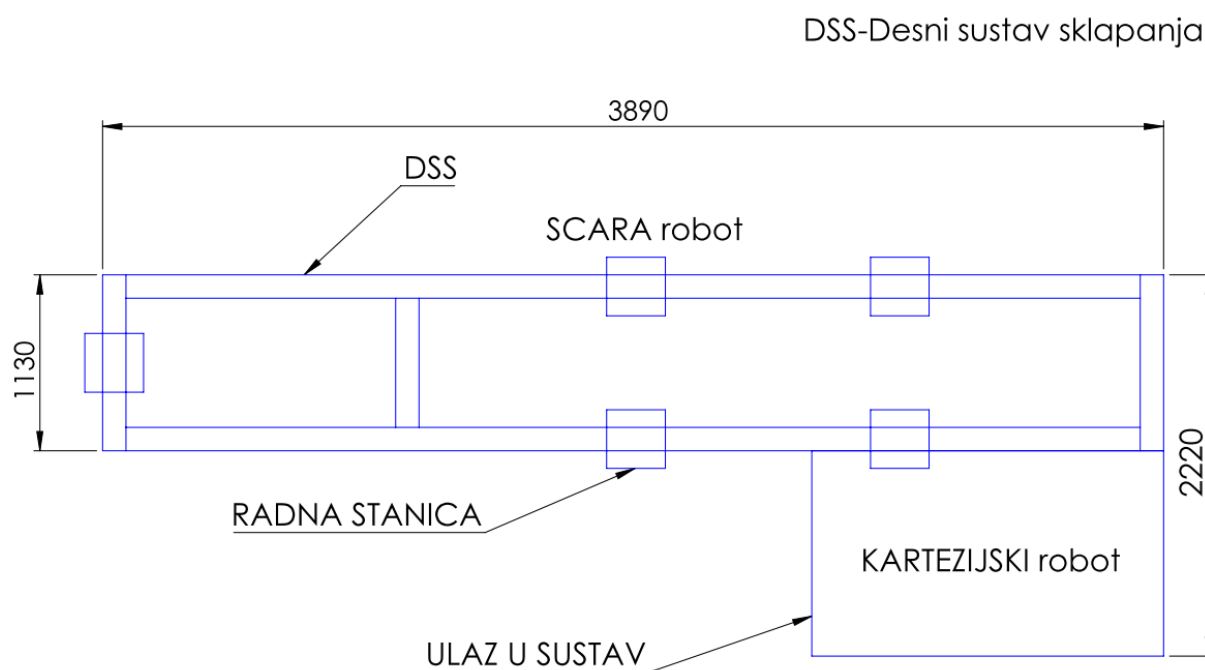 DSS-Desni sustav sklapanja
3890
DSS
SCARA robot
1130
2220
RADNA STANICA
KARTEZIJSKI robot
ULAZ U SUSTAV